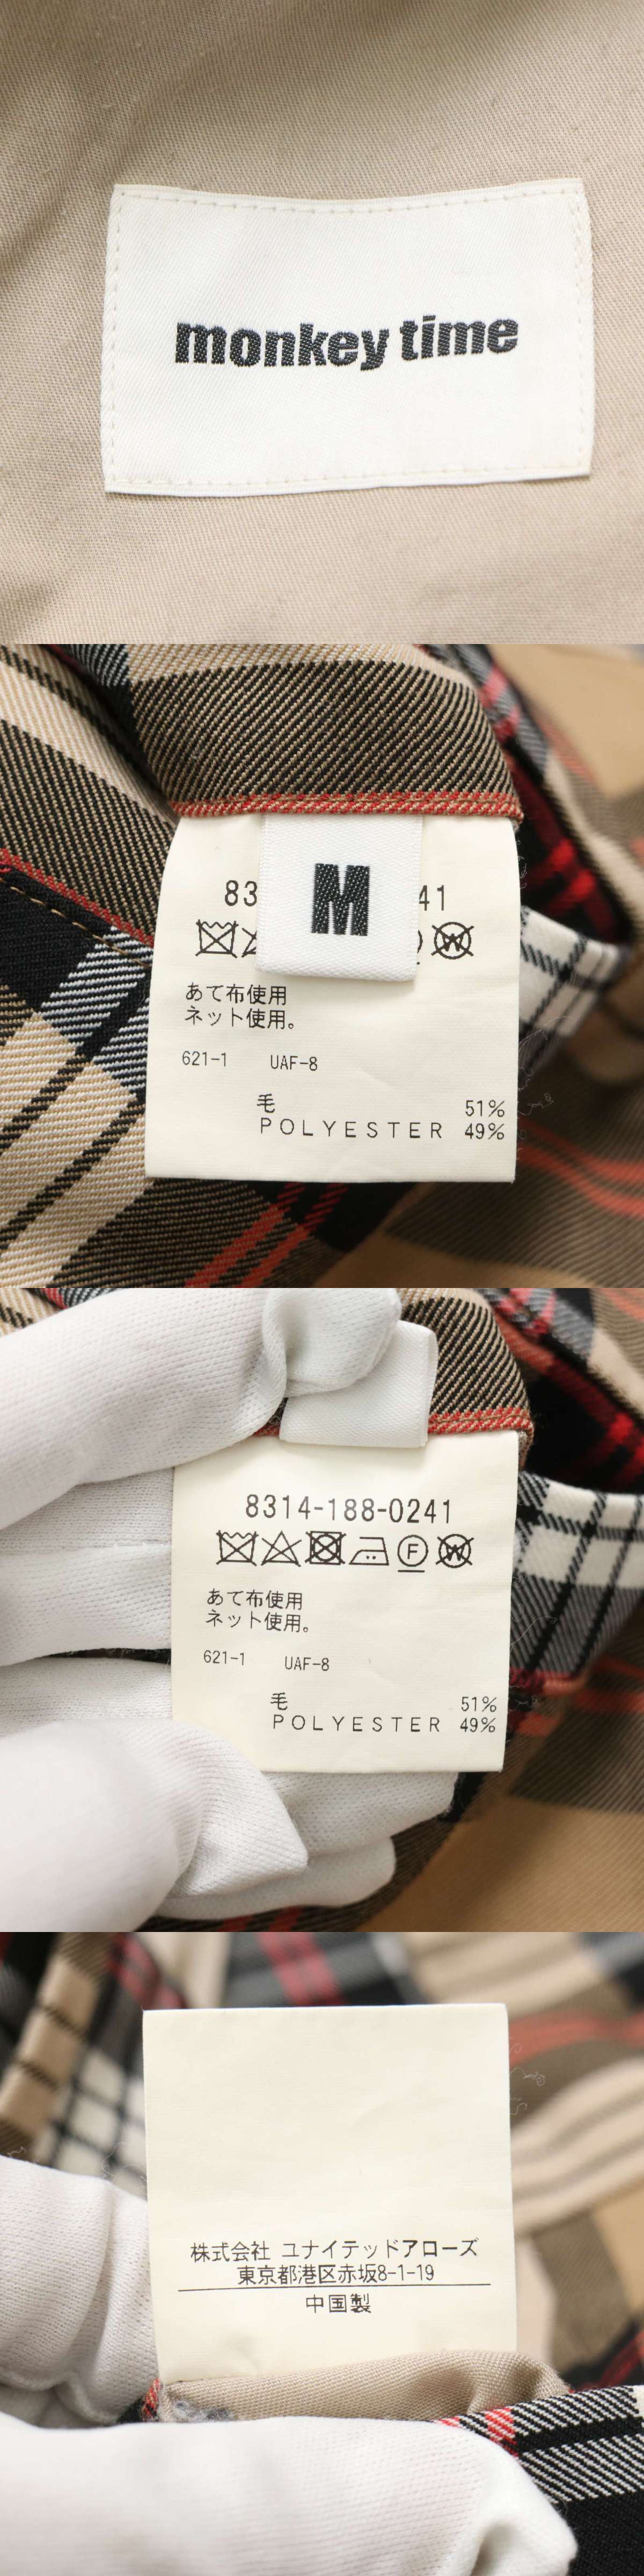 monkey time
M
83
41
W
あて布使用
ネット使用。
621-1 UAF-8
毛 51%
POLYESTER 49%
8314-188-0241
F W
あて布使用
ネット使用。
621-1 UAF-8
毛 51%
POLYESTER 49%
株式会社 ユナイテッドアローズ
東京都港区赤坂8-1-19
中国製